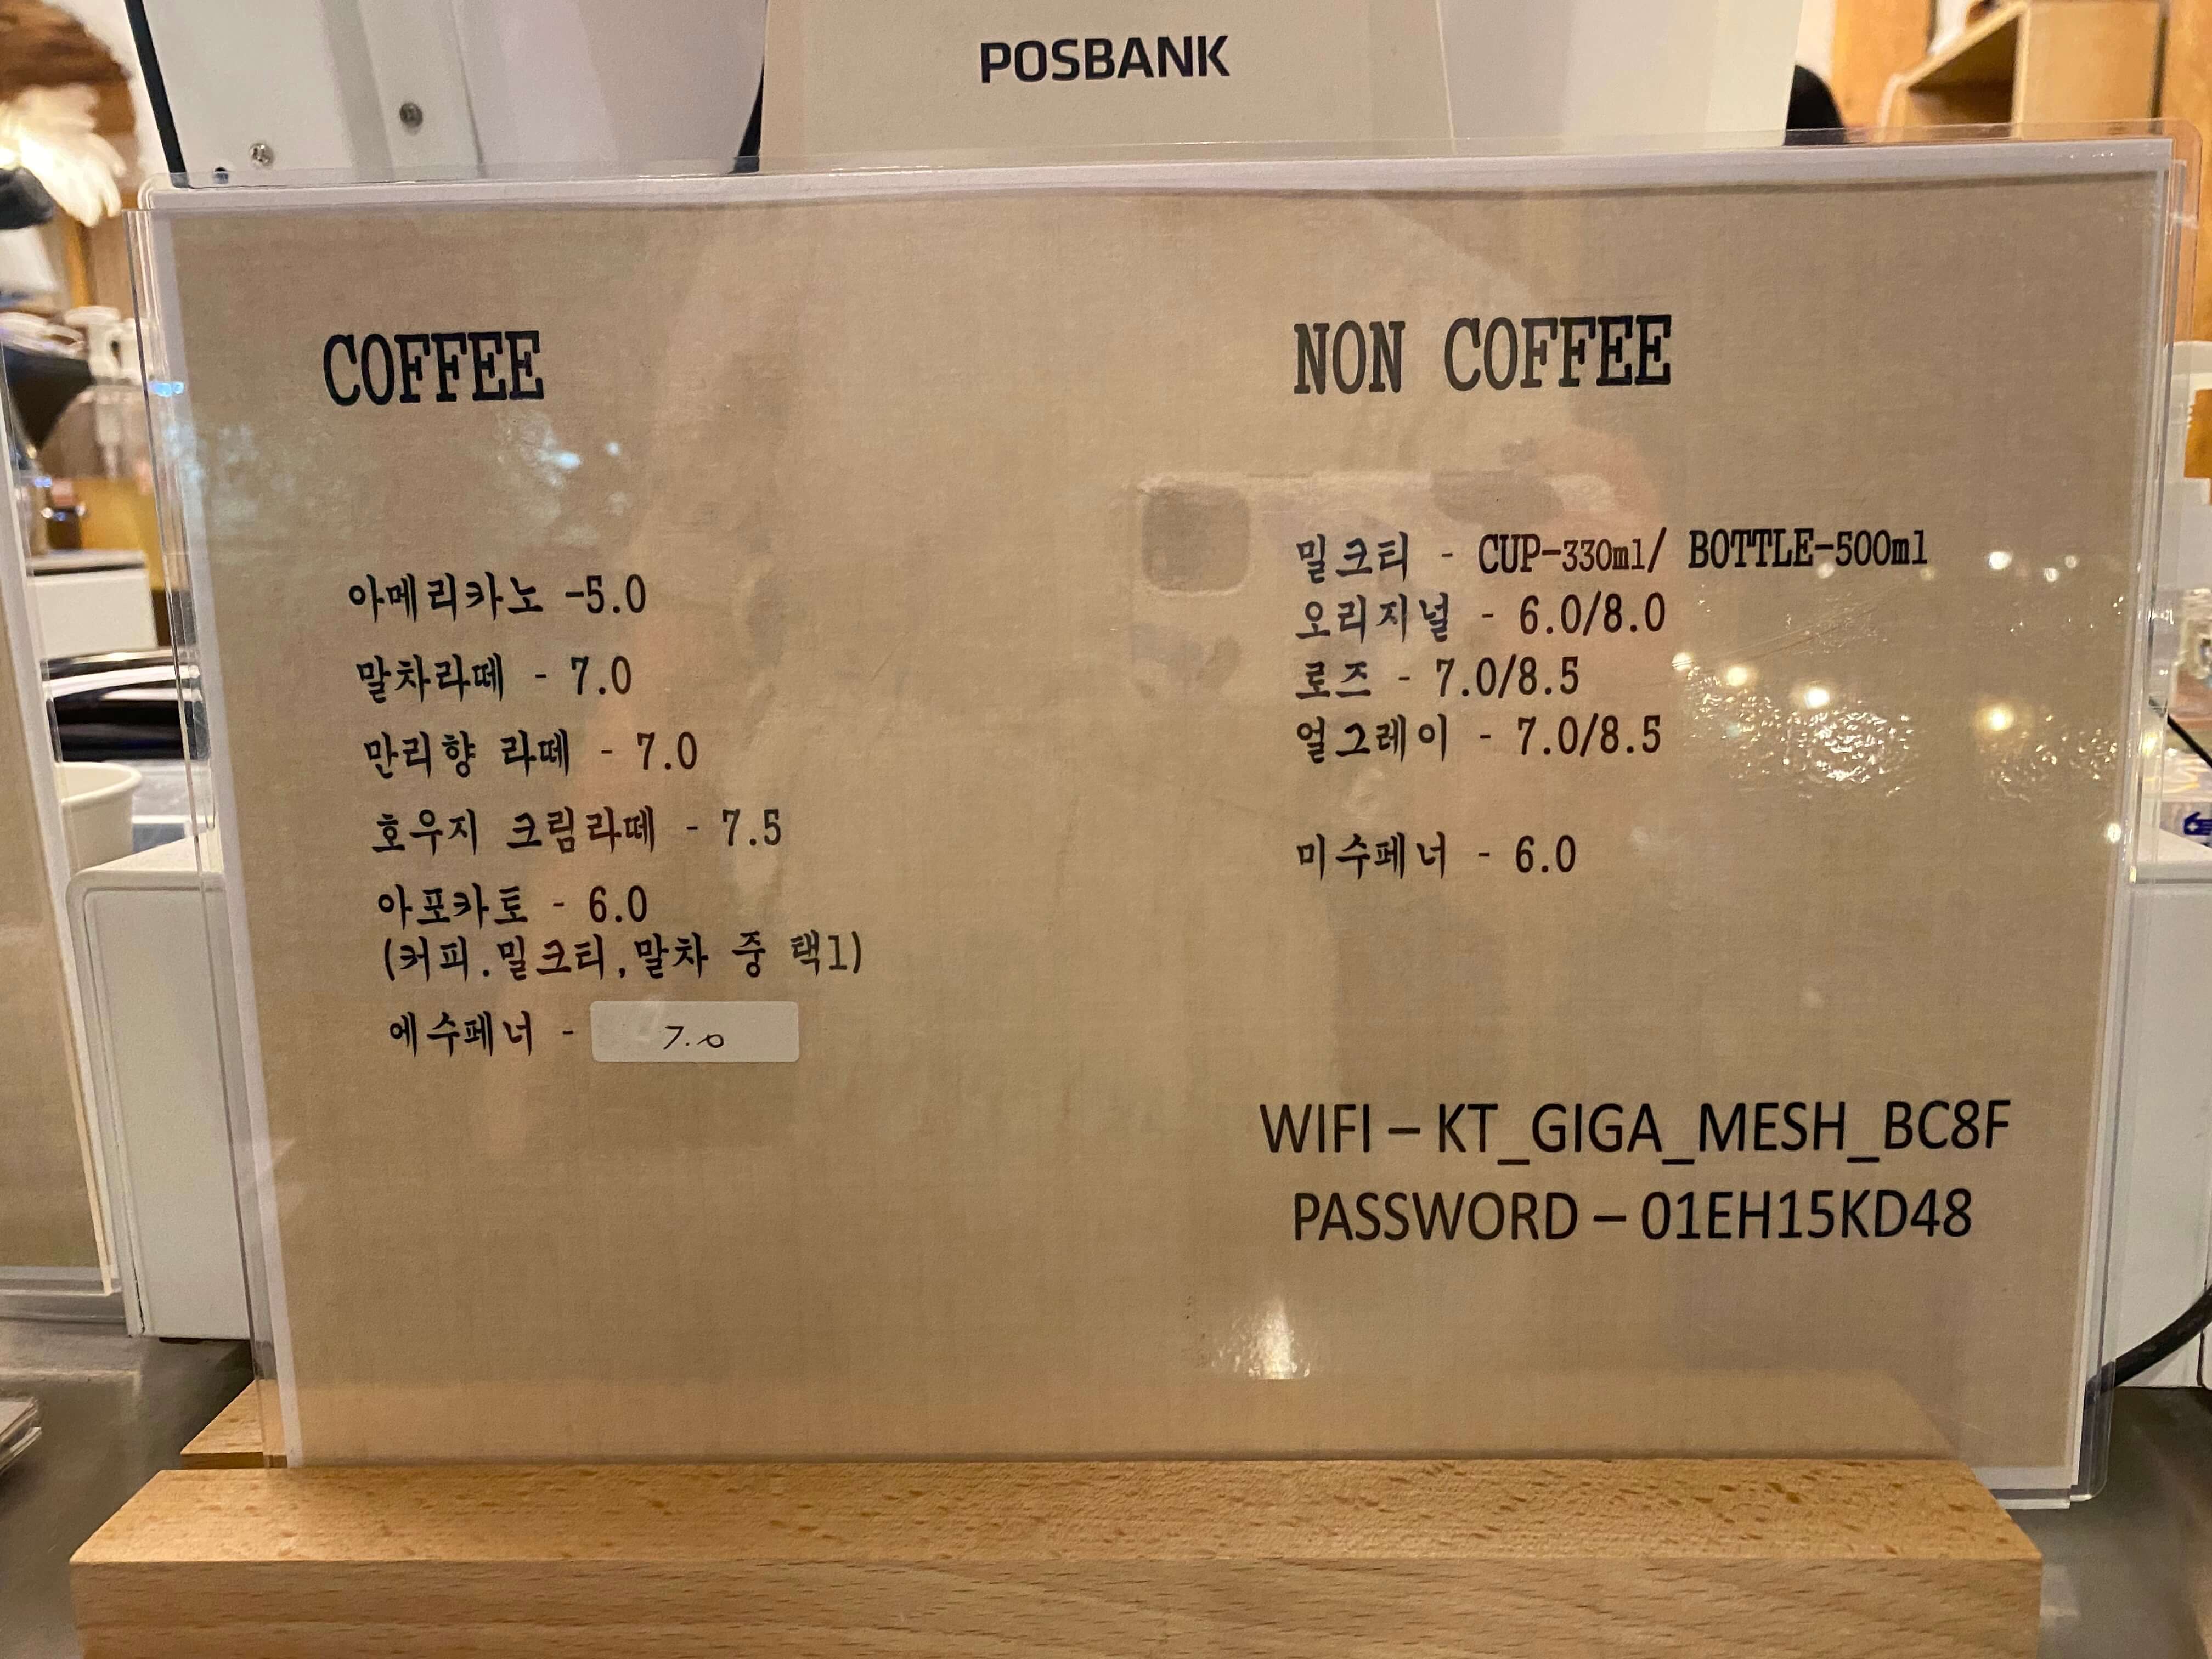 POSBANK
COFFEE
아메리카노 -5.0
말차라떼 - 7.0
만리향 라떼 - 7.0
호우지 크림라떼 - 7.5
아포카토 - 6.0
(커피.밀크티,말차 중 택1)
에수페너 - 7.0
NON COFFEE
밀크티 - CUP-330ml/ BOTTLE-500ml
오리지널 - 6.0/8.0
로즈 - 7.0/8.5
얼그레이 - 7.0/8.5
미수페너 - 6.0
WIFI – KT_GIGA_MESH_BC8F
PASSWORD – 01EH15KD48